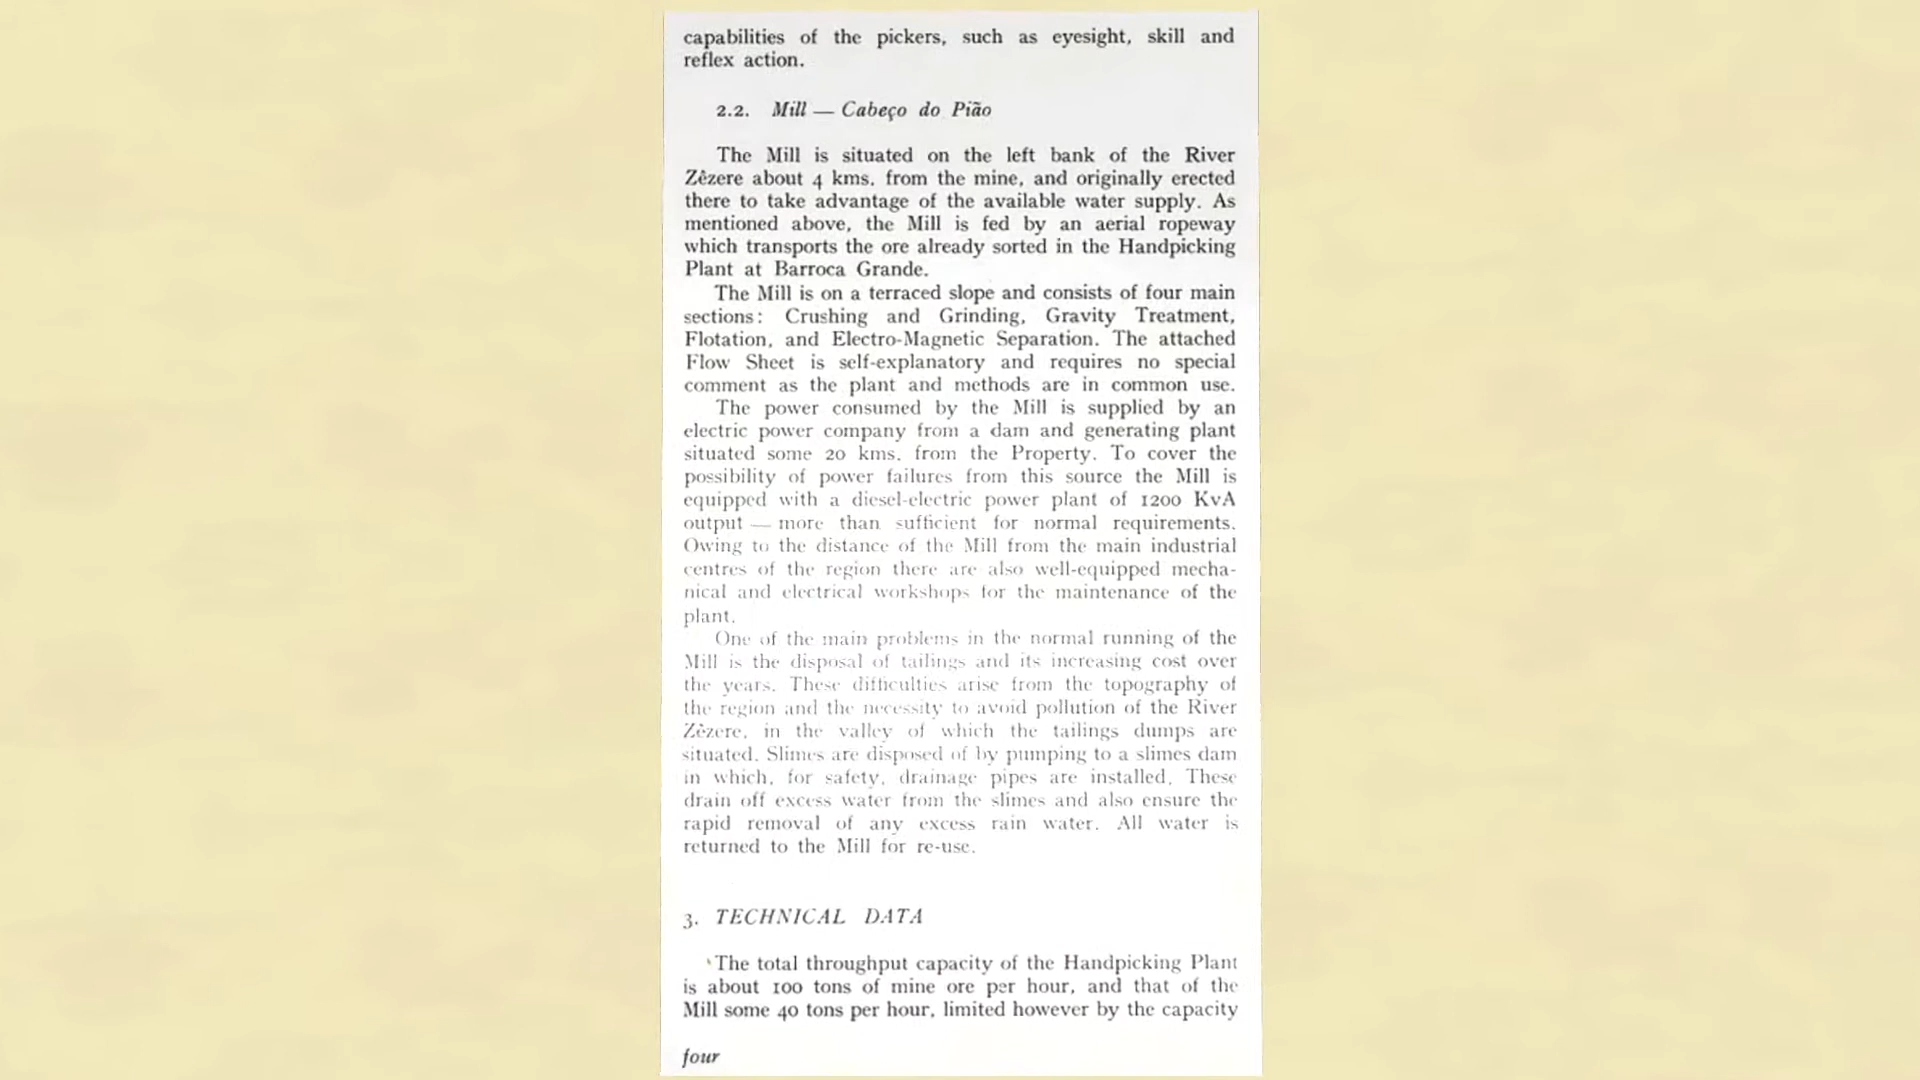 capabilities of the pickers, such as eyesight, skill and
reflex action.
2.2. Mill — Cabeço do Pião
The Mill is situated on the left bank of the River
Zêzere about 4 kms. from the mine, and originally erected
there to take advantage of the available water supply. As
mentioned above, the Mill is fed by an aerial ropeway
which transports the ore already sorted in the Handpicking
Plant at Barroca Grande.
The Mill is on a terraced slope and consists of four main
sections: Crushing and Grinding, Gravity Treatment,
Flotation, and Electro-Magnetic Separation. The attached
Flow Sheet is self-explanatory and requires no special
comment as the plant and methods are in common use.
The power consumed by the Mill is supplied by an
electric power company from a dam and generating plant
situated some 20 kms. from the Property. To cover the
possibility of power failures from this source the Mill is
equipped with a diesel-electric power plant of 1200 KvA
output — more than sufficient for normal requirements.
Owing to the distance of the Mill from the main industrial
centres of the region there are also well-equipped mecha-
nical and electrical workshops for the maintenance of the
plant.
One of the main problems in the normal running of the
Mill is the disposal of tailings and its increasing cost over
the years. These difficulties arise from the topography of
the region and the necessity to avoid pollution of the River
Zêzere, in the valley of which the tailings dumps are
situated. Slimes are disposed of by pumping to a slimes dam
in which, for safety, drainage pipes are installed. These
drain off excess water from the slimes and also ensure the
rapid removal of any excess rain water. All water is
returned to the Mill for re-use.
3. TECHNICAL DATA
The total throughput capacity of the Handpicking Plant
is about 100 tons of mine ore per hour, and that of the
Mill some 40 tons per hour, limited however by the capacity
four